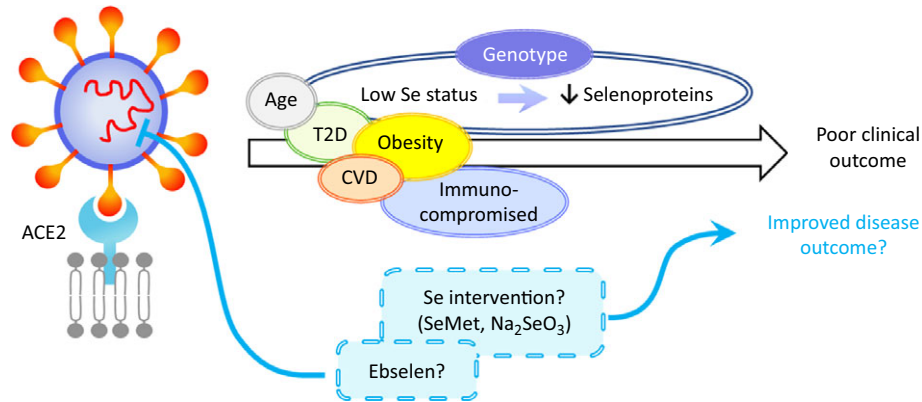 Genotype
Age
Low Se status
↓ Selenoproteins
T2D
Obesity
CVD
Immuno-
compromised
Poor clinical
outcome
ACE2
Improved disease
outcome?
Se intervention?
(SeMet, Na₂SeO₃)
Ebselen?